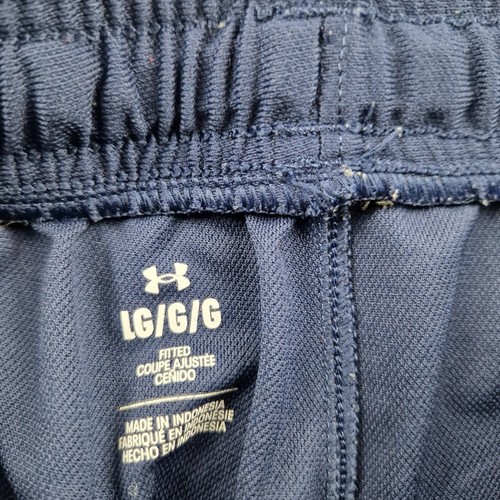 LG/G/G
FITTED
COUPE AJUSTÉE
CEÑIDO
MADE IN INDONESIA
FABRIQUÉ EN INDONÉSIE
HECHO EN INDONESIA